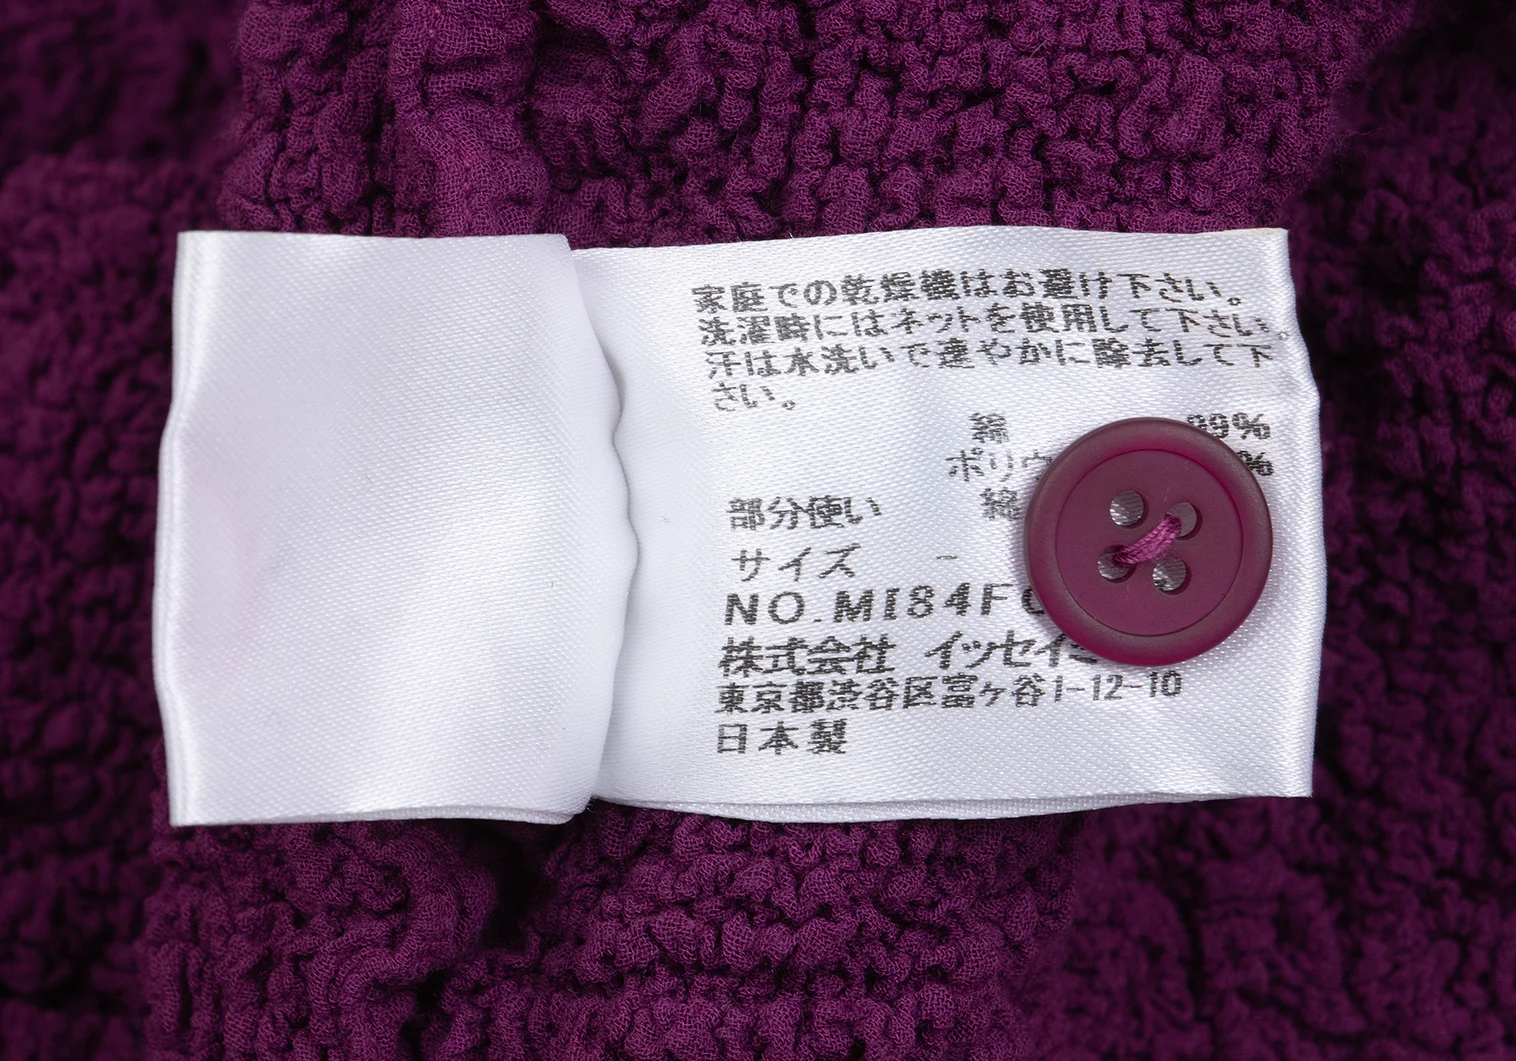 家庭での乾燥機はお避け下さい。
洗濯時にはネットを使用して下さい。
汗は水洗いで速やかに除去して下
さい。
綿 99%
ポリウ %
部分使い 綿
サイズ -
NO.MI84F
株式会社 イッセイミ
東京都渋谷区富ヶ谷1-12-10
日本製